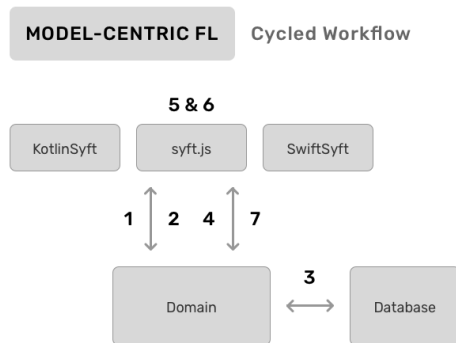 MODEL-CENTRIC FL Cycled Workflow
5 & 6
KotlinSyft syft.js SwiftSyft
1 2 4 7
3
Domain Database